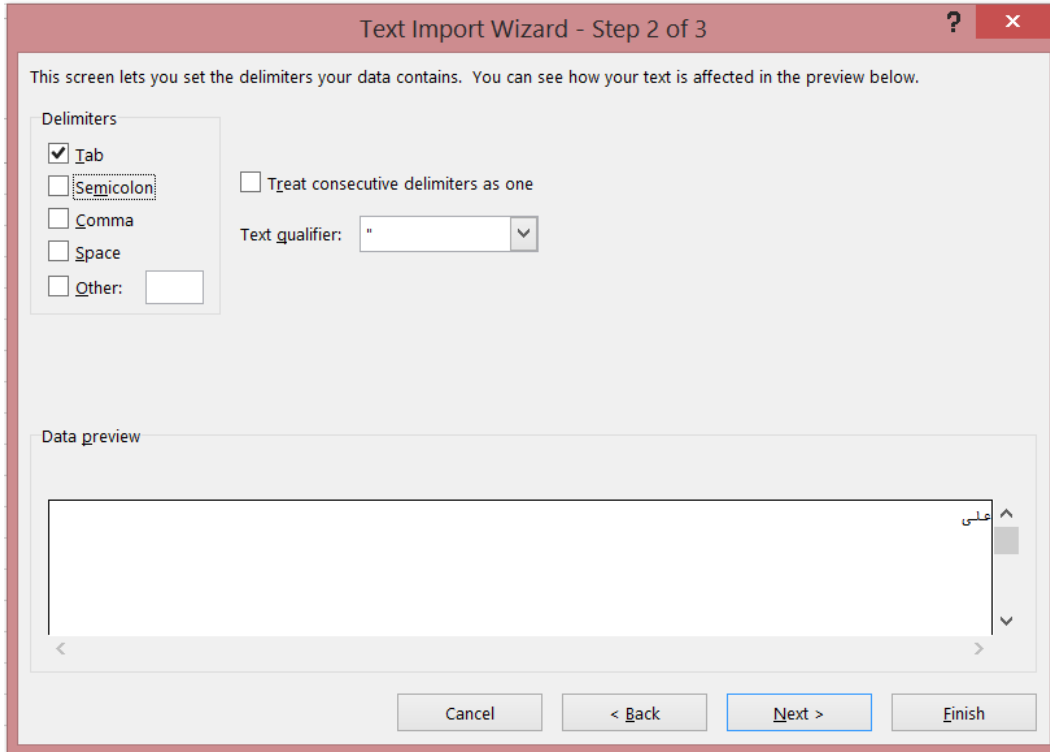 Text Import Wizard - Step 2 of 3
?
This screen lets you set the delimiters your data contains. You can see how your text is affected in the preview below.
Delimiters
Tab
Semicolon
Comma
Space
Other:
Treat consecutive delimiters as one
Text qualifier: "
Data preview
علی
Cancel
< Back
Next >
Finish